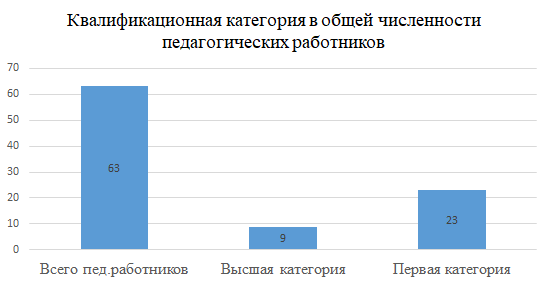 Квалификационная категория в общей численности
педагогических работников
70
60
50
40
30
20
10
0
63
9
23
Всего пед.работников
Высшая категория
Первая категория